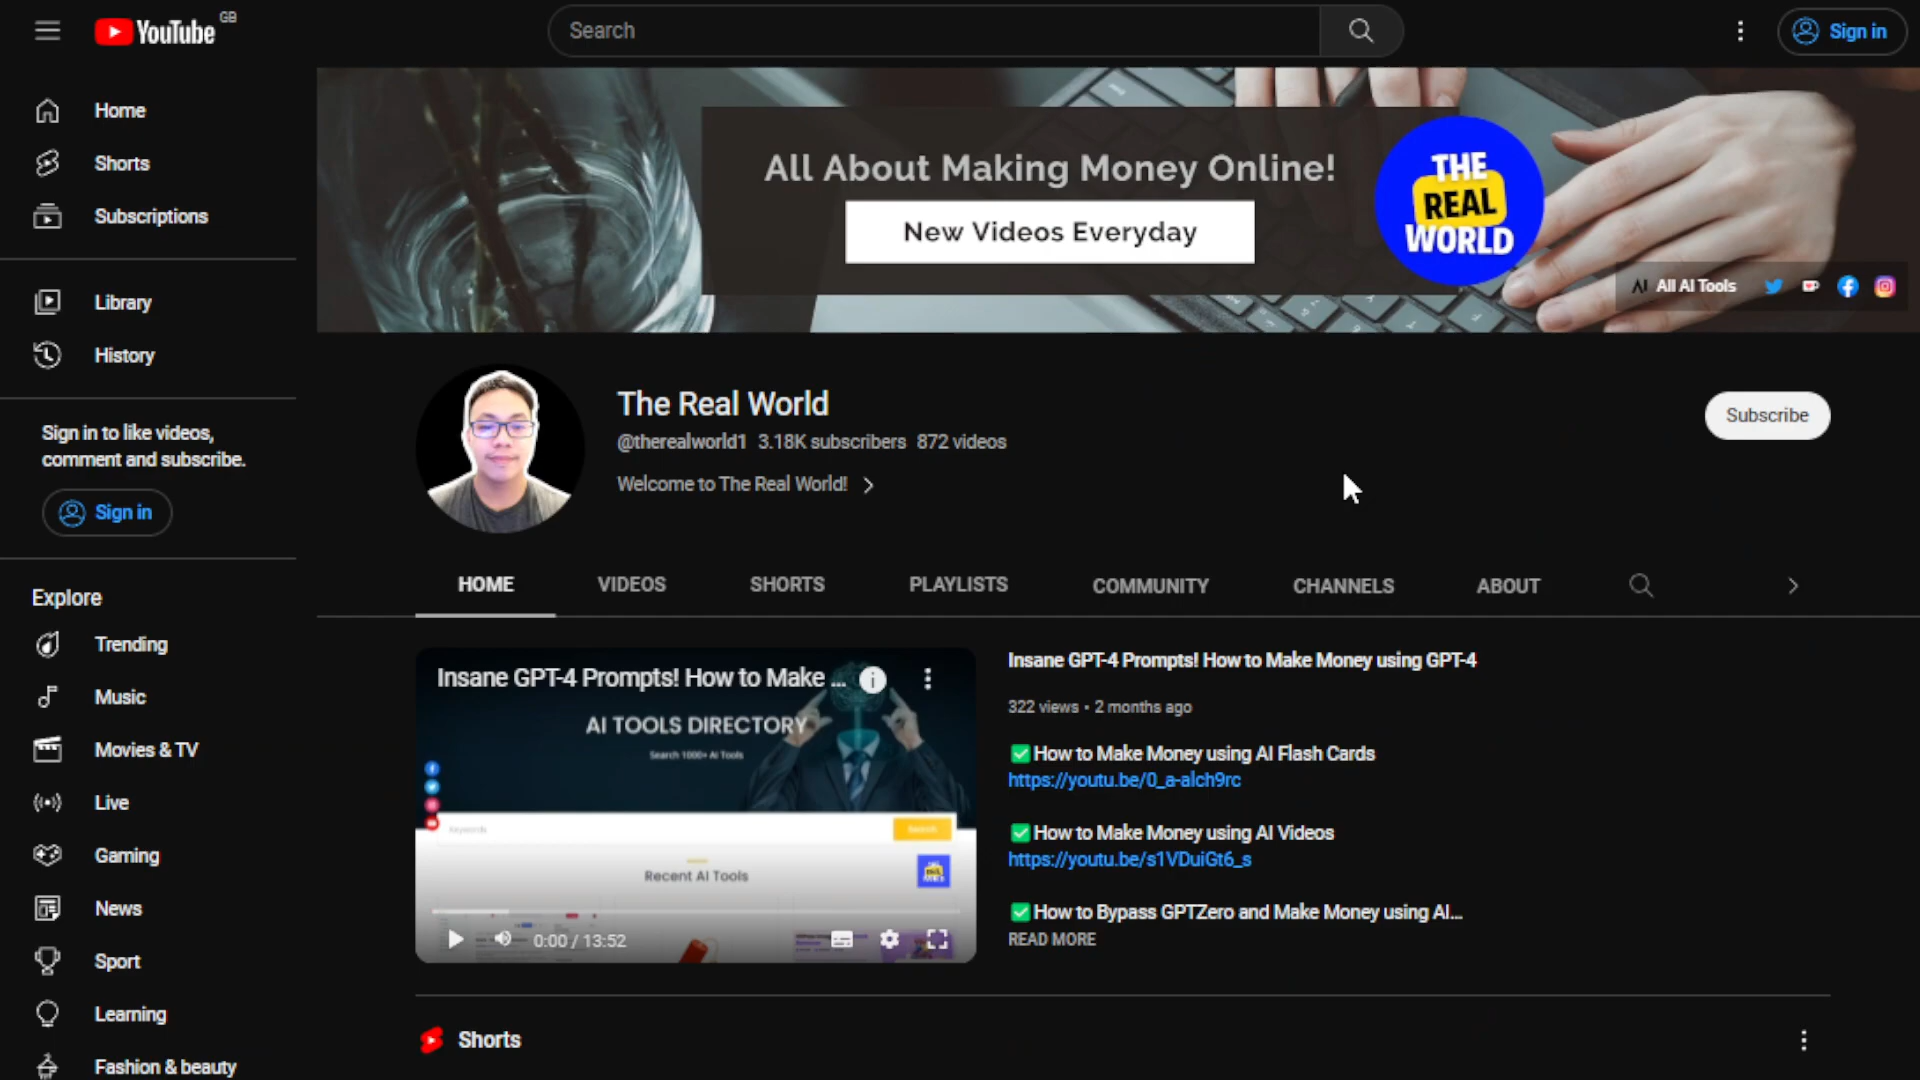 YouTube GB
Search
Sign in
Home
Shorts
Subscriptions
Library
History
Sign in to like videos,
comment and subscribe.
Sign in
Explore
Trending
Music
Movies & TV
Live
Gaming
News
Sport
Learning
Fashion & beauty
All About Making Money Online!
New Videos Everyday
THE
REAL
WORLD
AI All AI Tools
The Real World
@therealworld1 3.18K subscribers 872 videos
Welcome to The Real World!
Subscribe
HOME VIDEOS SHORTS PLAYLISTS COMMUNITY CHANNELS ABOUT
Insane GPT-4 Prompts! How to Make ...
AI TOOLS DIRECTORY
Search 1000+ AI Tools
Keywords
Search
Recent AI Tools
0:00 / 13:52
Insane GPT-4 Prompts! How to Make Money using GPT-4
322 views • 2 months ago
✅How to Make Money using AI Flash Cards
https://youtu.be/0_a-alch9rc
✅How to Make Money using AI Videos
https://youtu.be/s1VDuiGt6_s
✅How to Bypass GPTZero and Make Money using AI...
READ MORE
Shorts